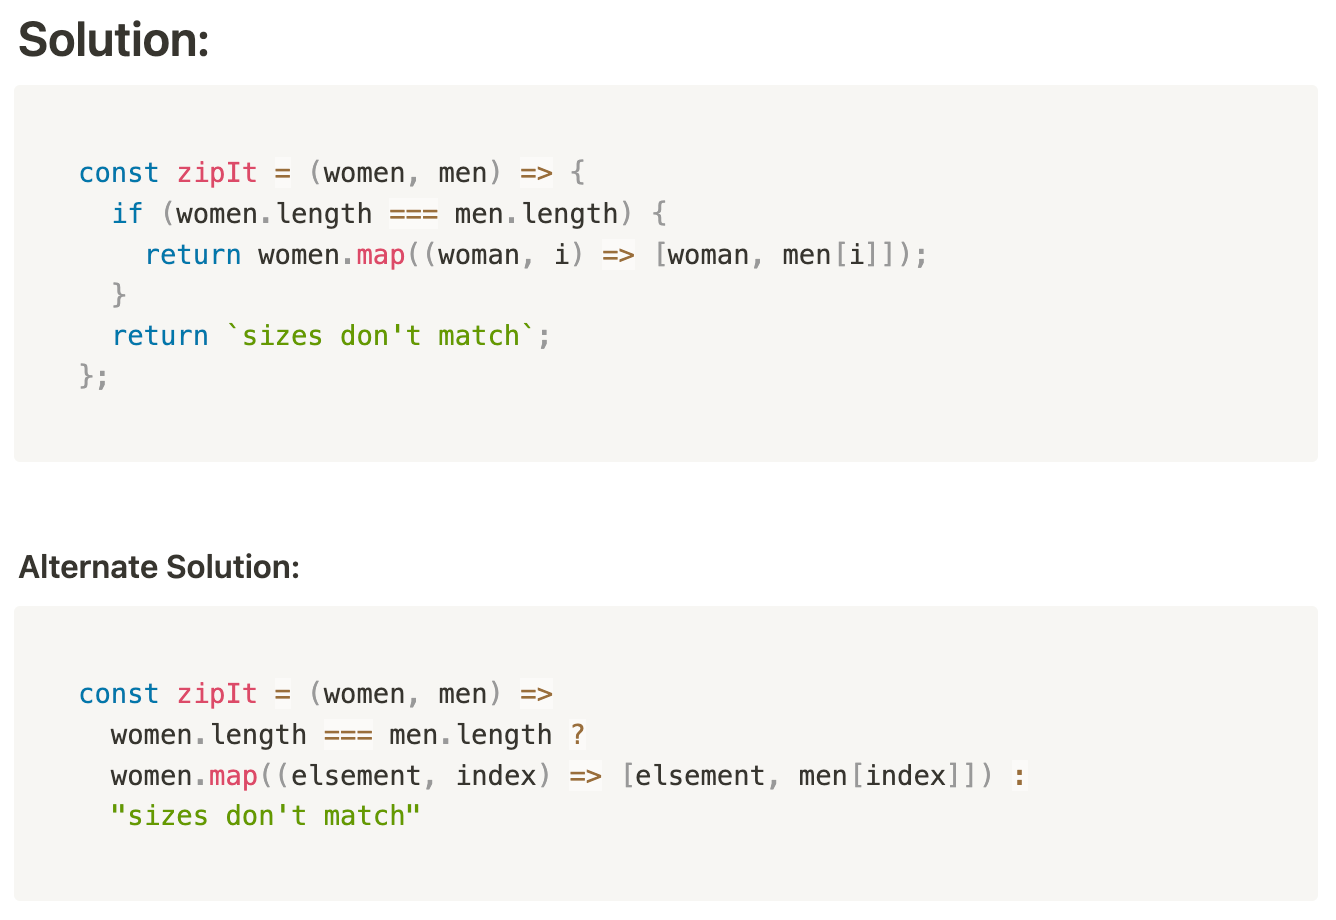 Solution:
const zipIt = (women, men) => {
  if (women.length === men.length) {
    return women.map((woman, i) => [woman, men[i]]);
  }
  return `sizes don't match`;
};
Alternate Solution:
const zipIt = (women, men) =>
  women.length === men.length ?
  women.map((elsement, index) => [elsement, men[index]]) :
  "sizes don't match"